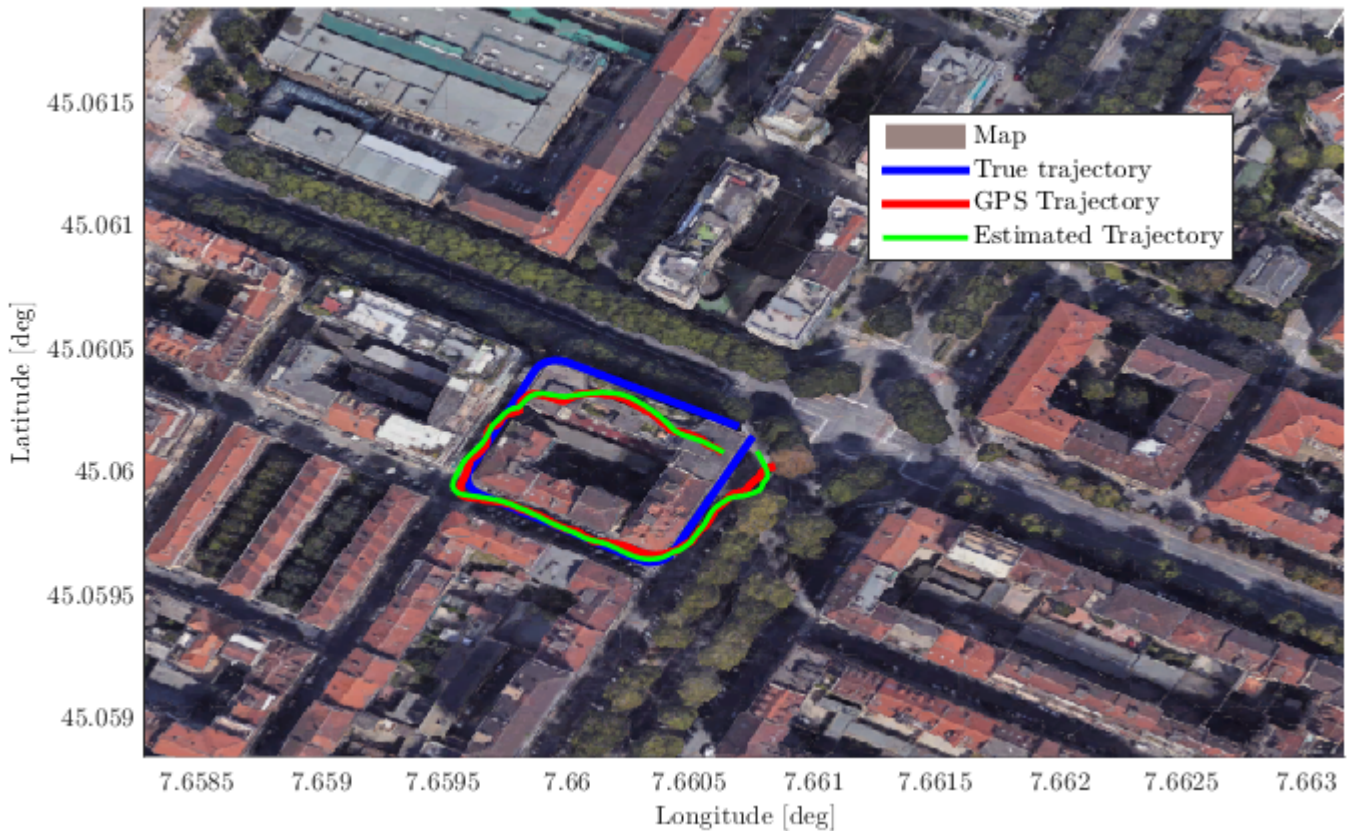 45.0615
45.061
45.0605
45.06
45.0595
45.059
Latitude [deg]
Map
True trajectory
GPS Trajectory
Estimated Trajectory
7.6585 7.659 7.6595 7.66 7.6605 7.661 7.6615 7.662 7.6625 7.663
Longitude [deg]